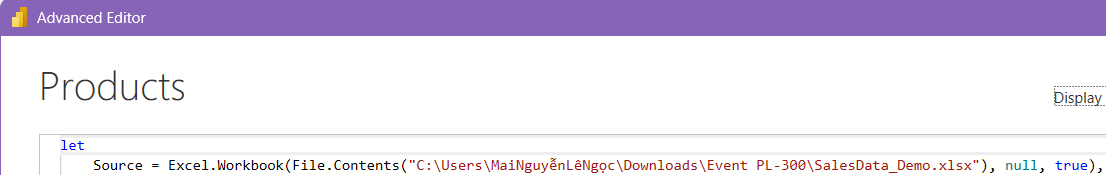 Advanced Editor
Products
Display
let
Source = Excel.Workbook(File.Contents("C:\Users\MaiNguyễnLêNgọc\Downloads\Event PL-300\SalesData_Demo.xlsx"), null, true),